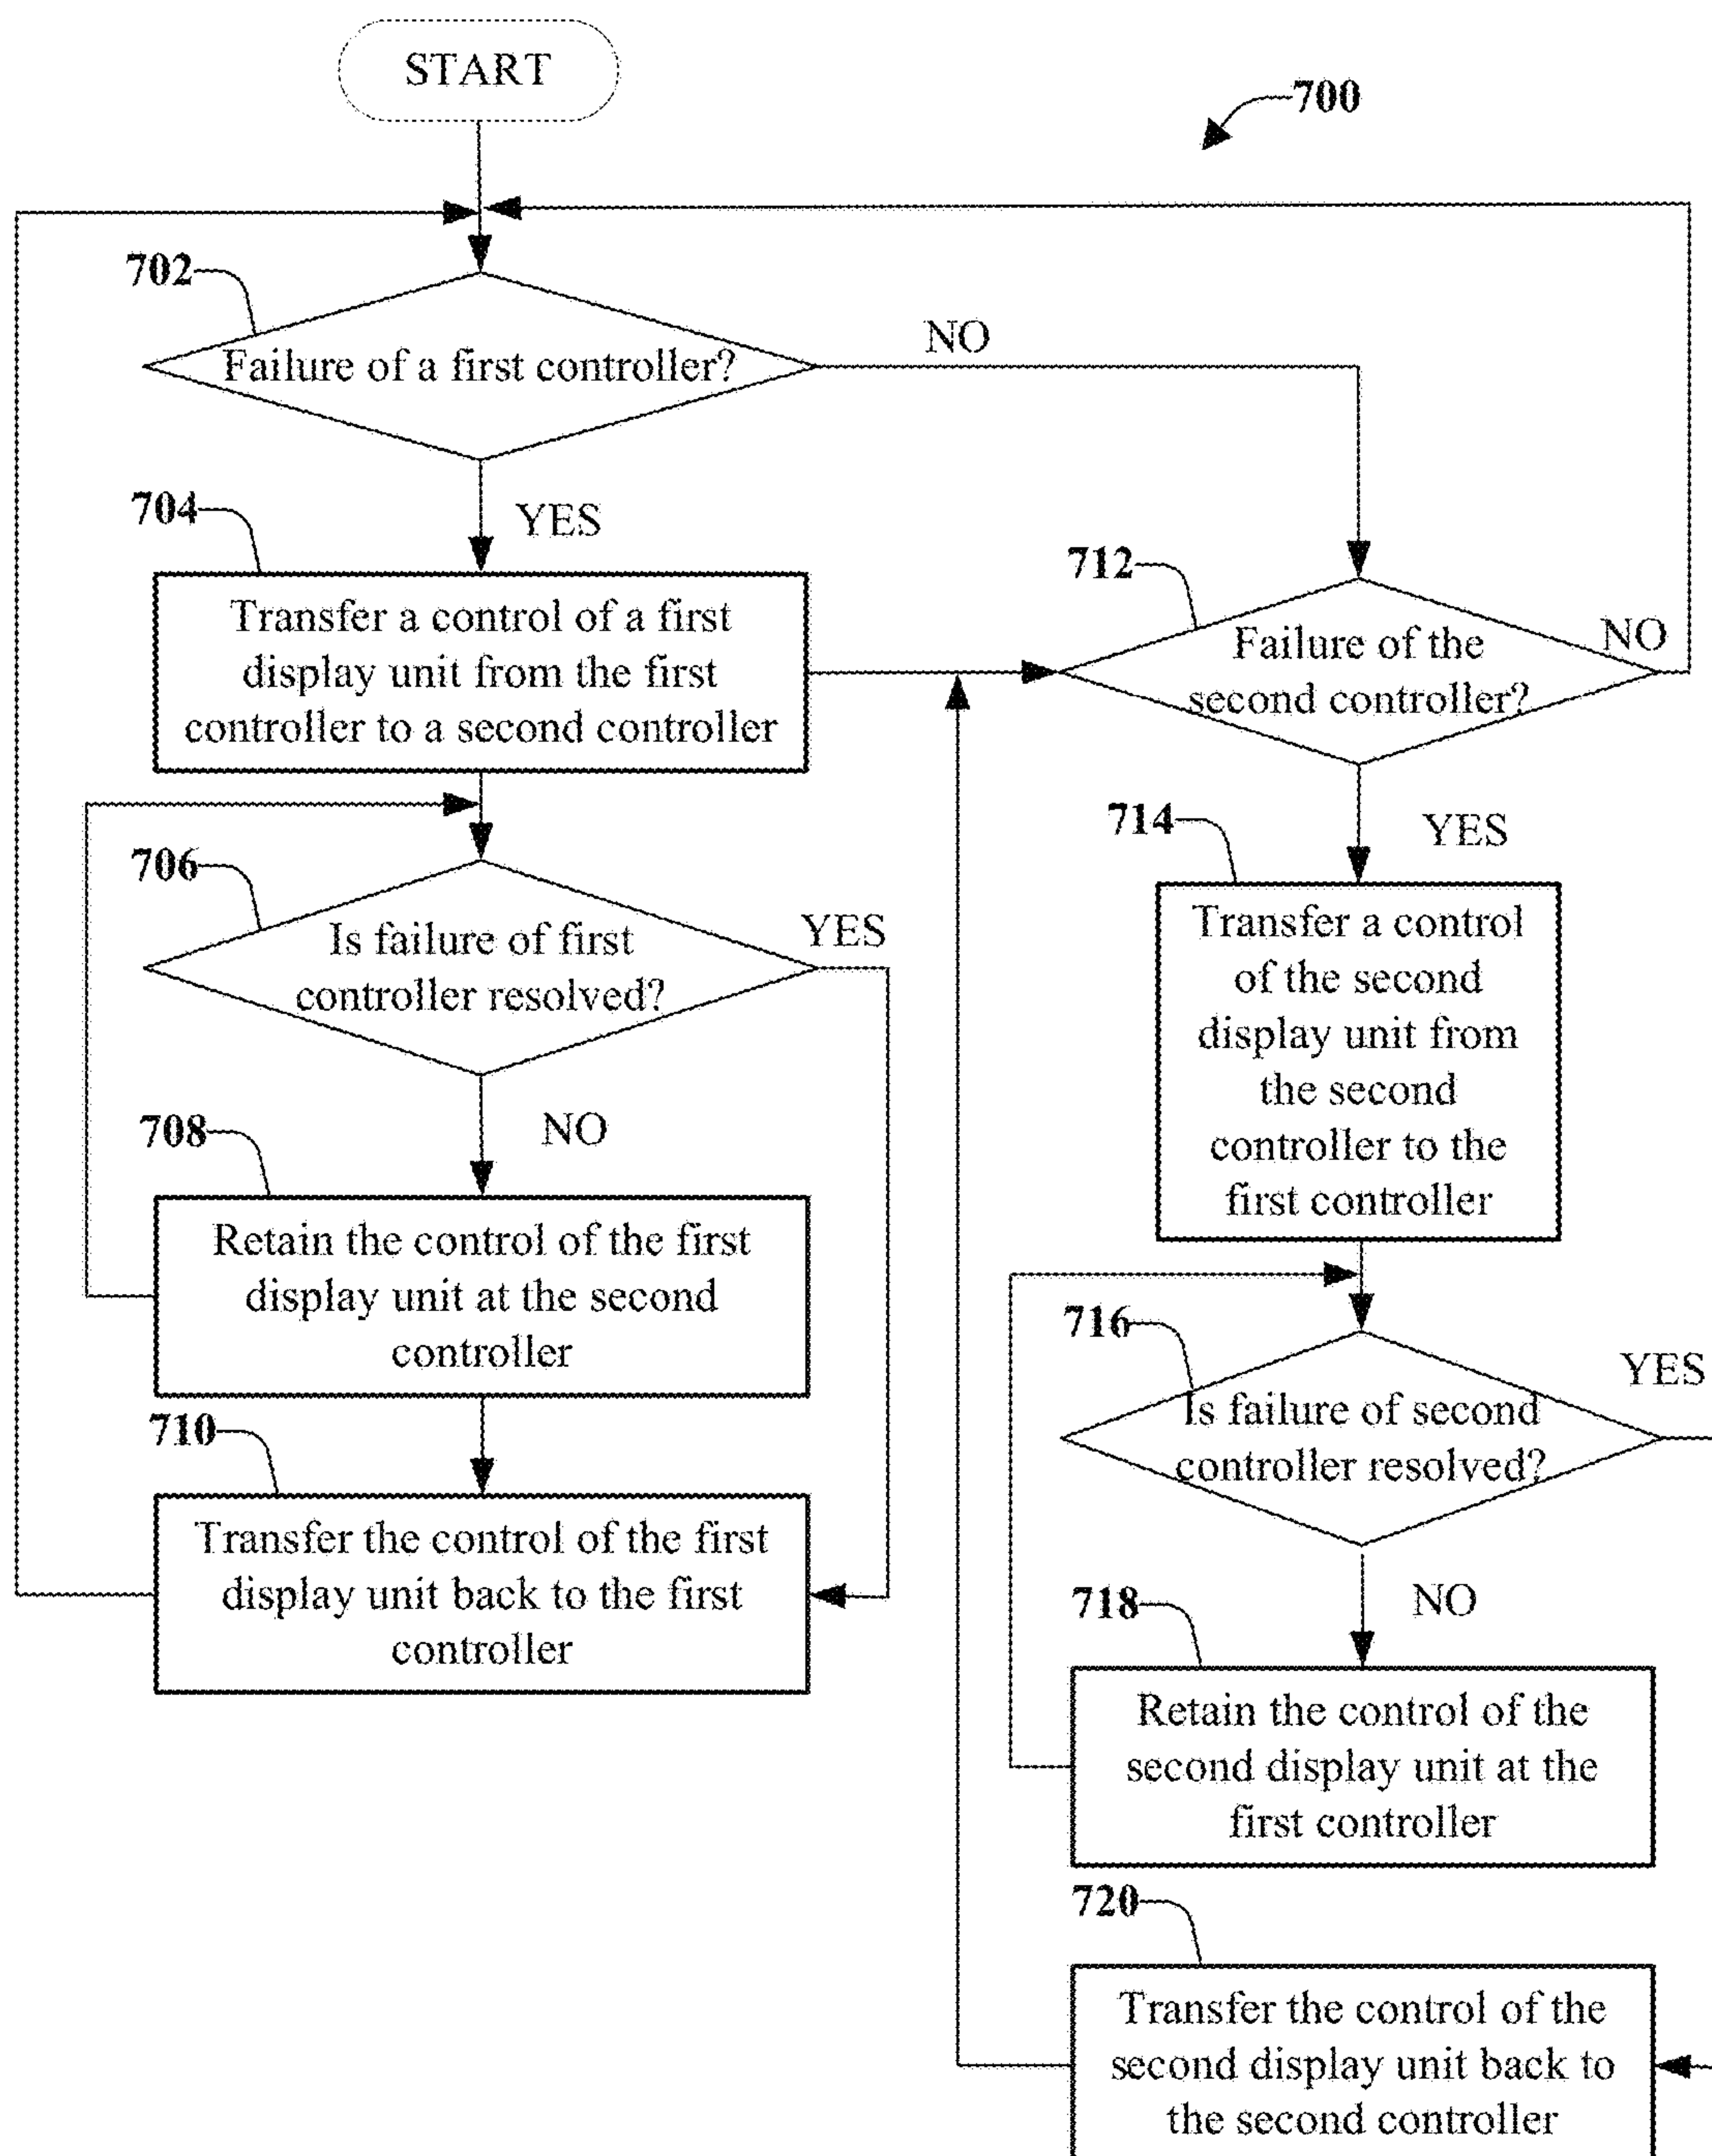 START
700
702
Failure of a first controller?
NO
YES
704
Transfer a control of a first
display unit from the first
controller to a second controller
706
Is failure of first
controller resolved?
YES
NO
708
Retain the control of the first
display unit at the second
controller
710
Transfer the control of the first
display unit back to the first
controller
712
Failure of the
second controller?
NO
YES
714
Transfer a control
of the second
display unit from
the second
controller to the
first controller
716
Is failure of second
controller resolved?
YES
NO
718
Retain the control of the
second display unit at the
first controller
720
Transfer the control of the
second display unit back to
the second controller